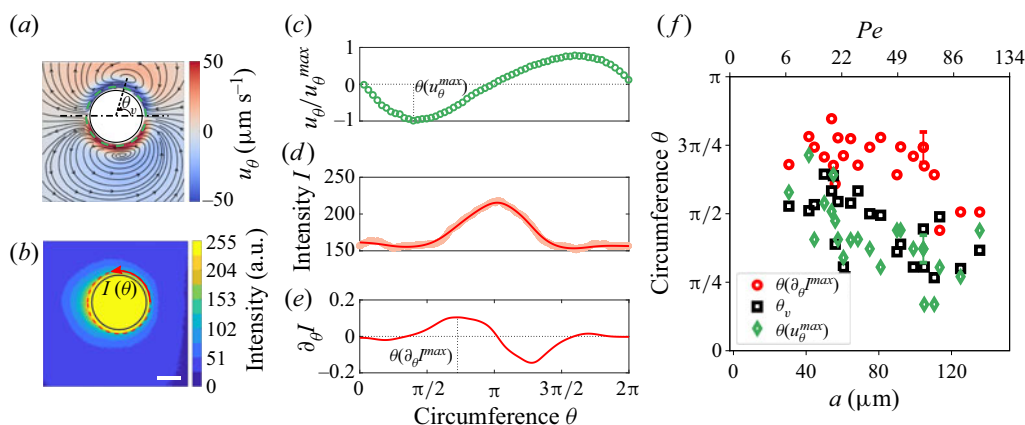 (a)
θv
50
0
−50
uθ (μm s−1)
(b)
I (θ)
255
204
153
102
51
0
Intensity (a.u.)
(c)
uθ/uθmax
1
0
−1
θ(uθmax)
(d)
Intensity I
250
200
150
(e)
∂θI
0.2
0
−0.2
θ(∂θImax)
0 π/2 π 3π/2 2π
Circumference θ
(f)
Pe
0 6 22 49 86 134
π
3π/4
π/2
π/4
0
Circumference θ
θ(∂θImax)
θv
θ(uθmax)
0 40 80 120
a (μm)